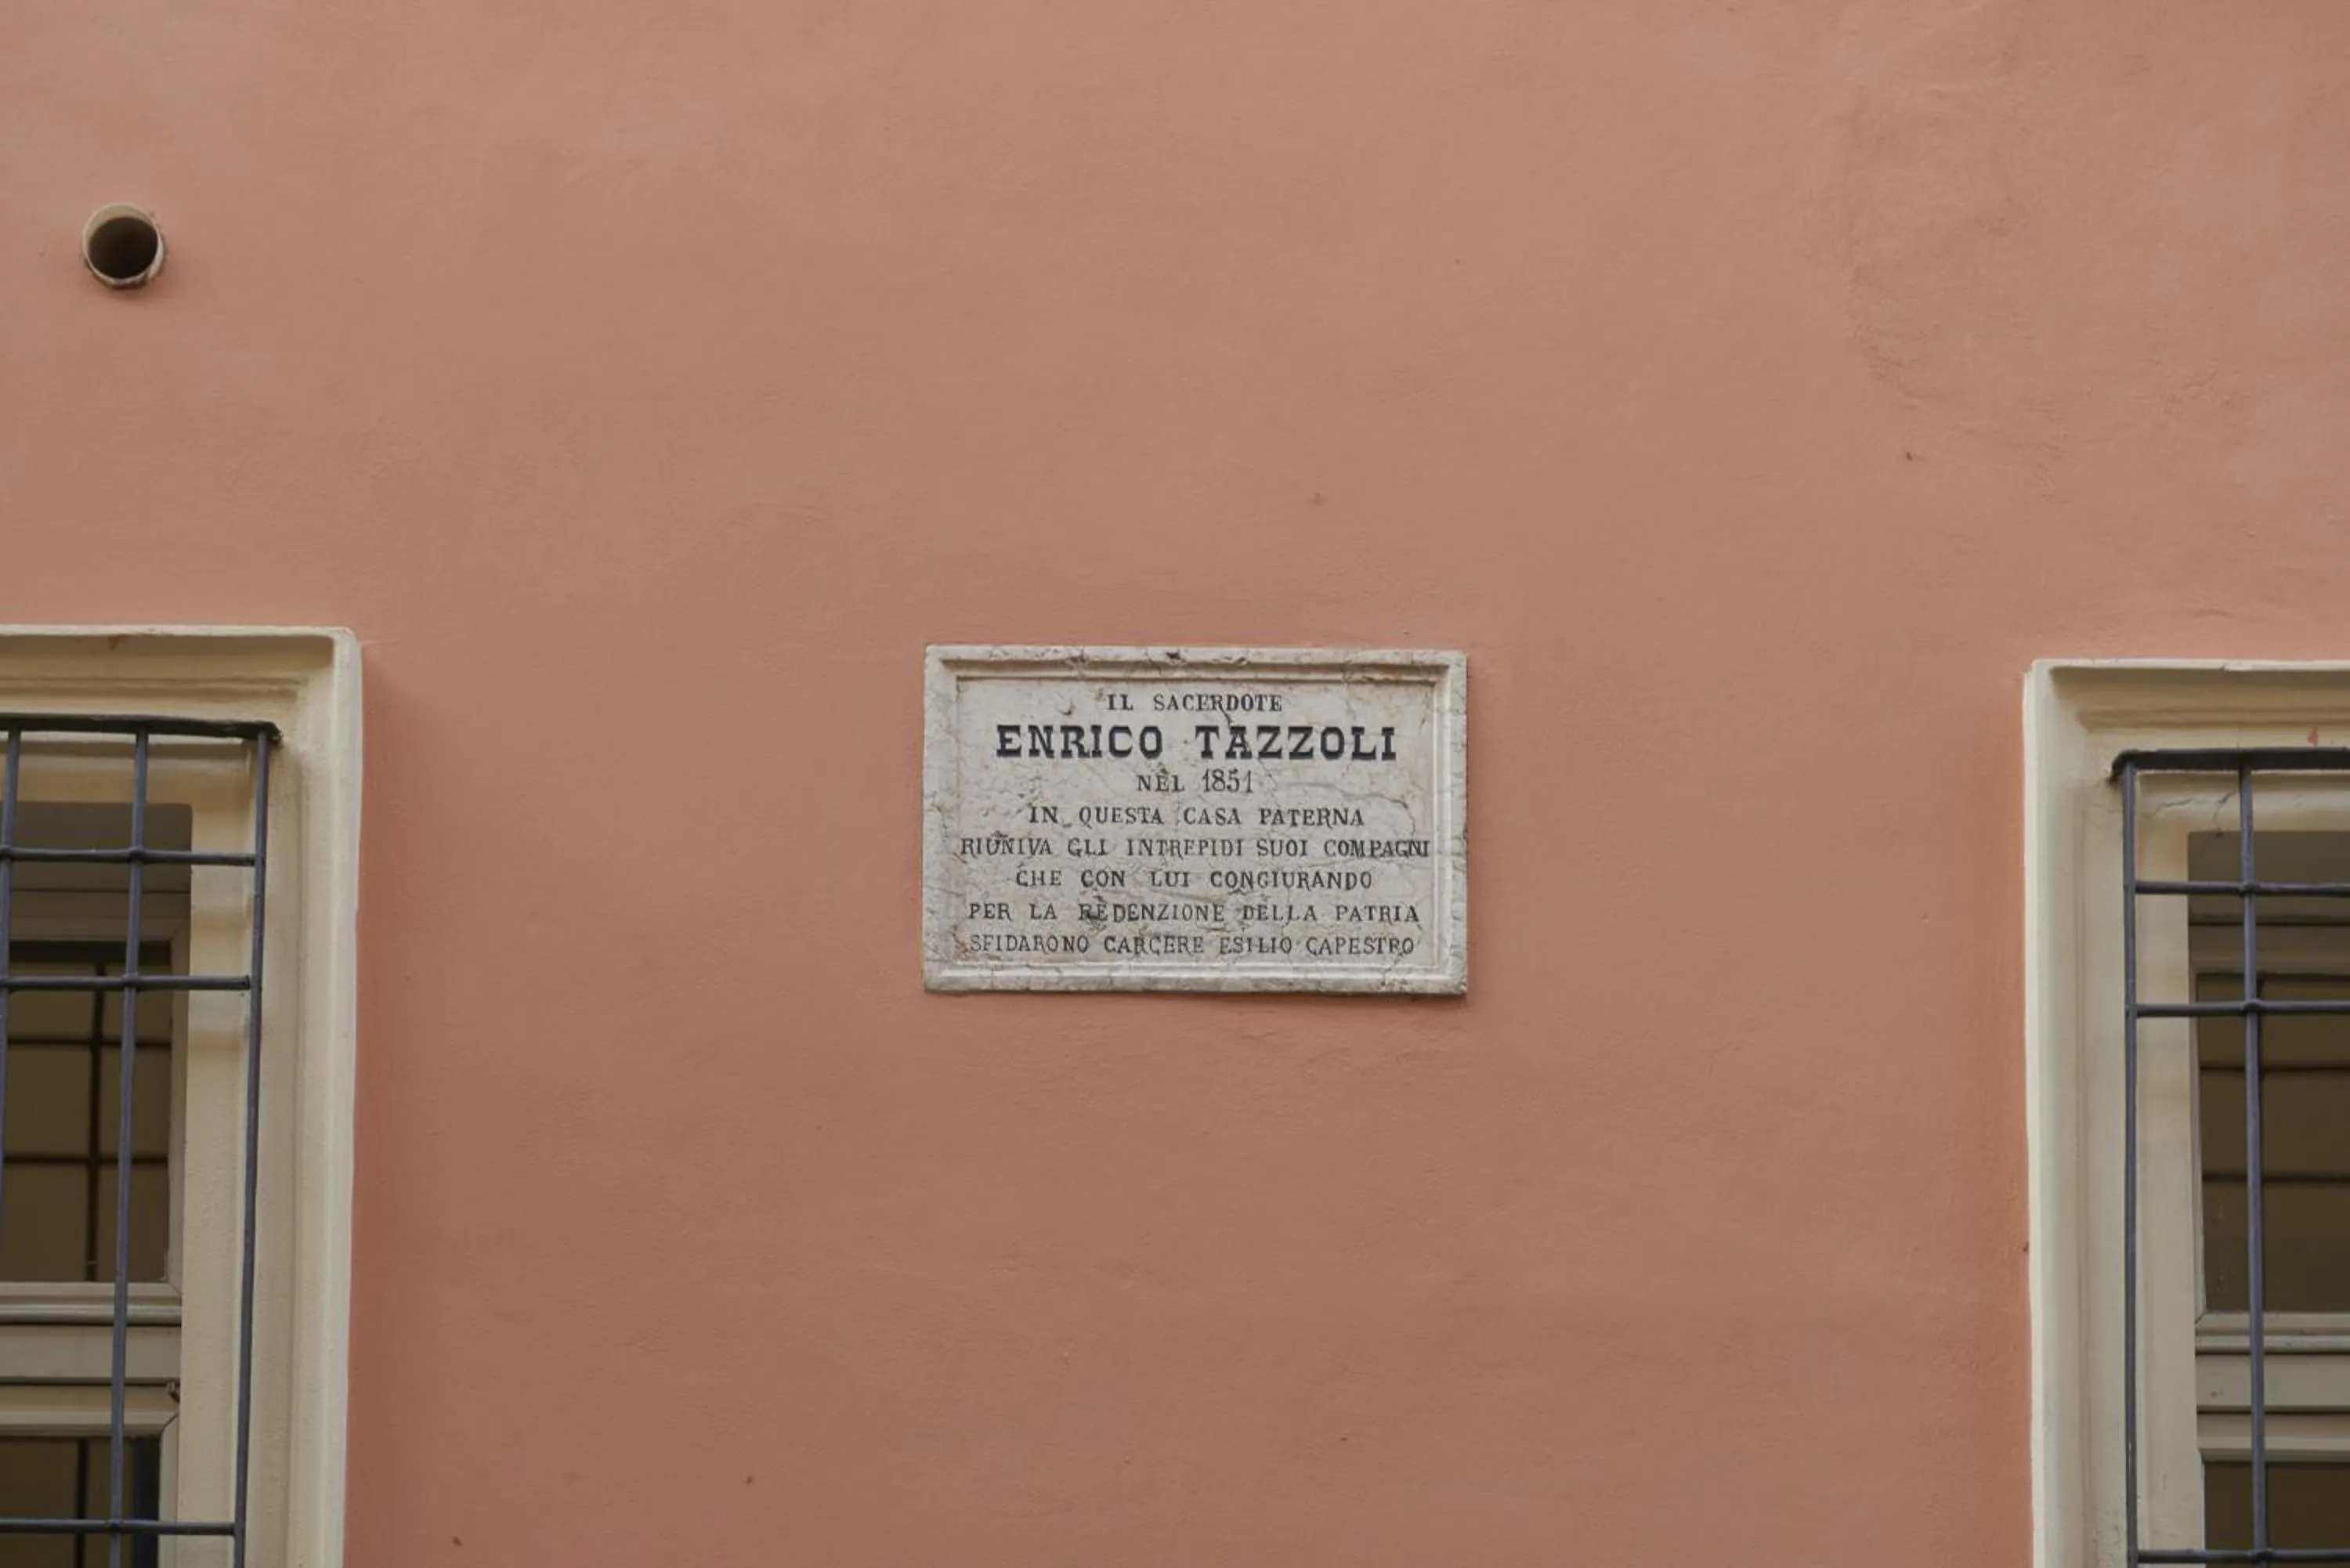 IL SACERDOTE
ENRICO TAZZOLI
NEL 1851
IN QUESTA CASA PATERNA
RIUNIVA GLI INTREPIDI SUOI COMPAGNI
CHE CON LUI CONGIURANDO
PER LA REDENZIONE DELLA PATRIA
SFIDARONO CARCERE ESILIO CAPESTRO